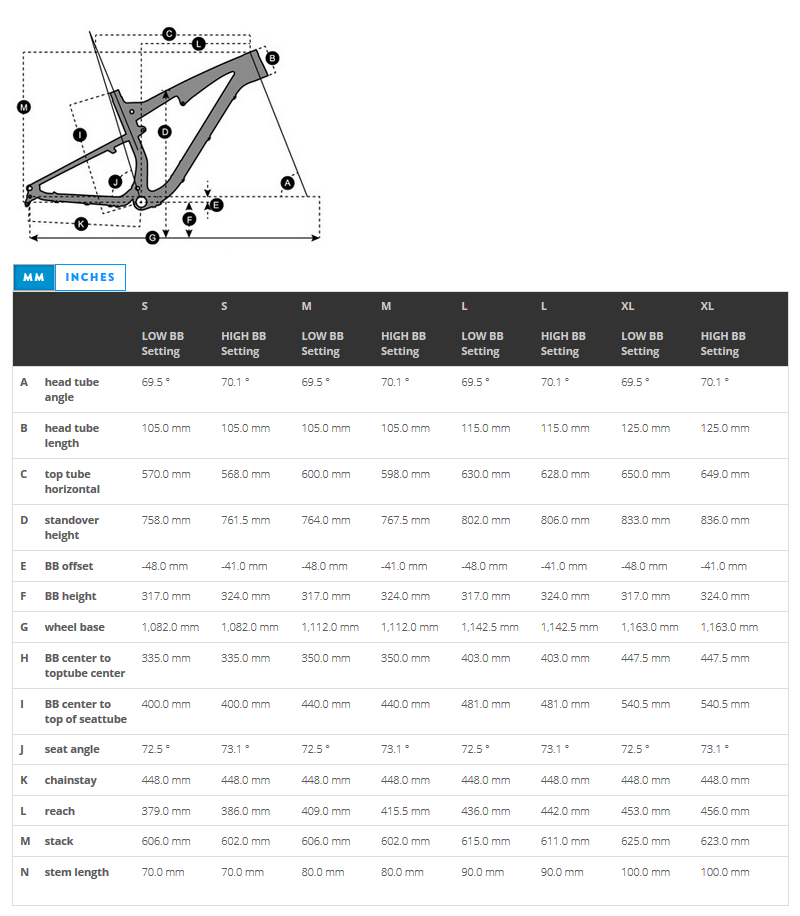 C
L
B
M
I
D
J
A
E
F
K
G
MM INCHES
S S M M L L XL XL
LOW BB HIGH BB LOW BB HIGH BB LOW BB HIGH BB LOW BB HIGH BB
Setting Setting Setting Setting Setting Setting Setting Setting
A head tube 69.5 ° 70.1 ° 69.5 ° 70.1 ° 69.5 ° 70.1 ° 69.5 ° 70.1 °
angle
B head tube 105.0 mm 105.0 mm 105.0 mm 105.0 mm 115.0 mm 115.0 mm 125.0 mm 125.0 mm
length
C top tube 570.0 mm 568.0 mm 600.0 mm 598.0 mm 630.0 mm 628.0 mm 650.0 mm 649.0 mm
horizontal
D standover 758.0 mm 761.5 mm 764.0 mm 767.5 mm 802.0 mm 806.0 mm 833.0 mm 836.0 mm
height
E BB offset -48.0 mm -41.0 mm -48.0 mm -41.0 mm -48.0 mm -41.0 mm -48.0 mm -41.0 mm
F BB height 317.0 mm 324.0 mm 317.0 mm 324.0 mm 317.0 mm 324.0 mm 317.0 mm 324.0 mm
G wheel base 1,082.0 mm 1,082.0 mm 1,112.0 mm 1,112.0 mm 1,142.5 mm 1,142.5 mm 1,163.0 mm 1,163.0 mm
H BB center to 335.0 mm 335.0 mm 350.0 mm 350.0 mm 403.0 mm 403.0 mm 447.5 mm 447.5 mm
toptube center
I BB center to 400.0 mm 400.0 mm 440.0 mm 440.0 mm 481.0 mm 481.0 mm 540.5 mm 540.5 mm
top of seattube
J seat angle 72.5 ° 73.1 ° 72.5 ° 73.1 ° 72.5 ° 73.1 ° 72.5 ° 73.1 °
K chainstay 448.0 mm 448.0 mm 448.0 mm 448.0 mm 448.0 mm 448.0 mm 448.0 mm 448.0 mm
L reach 379.0 mm 386.0 mm 409.0 mm 415.5 mm 436.0 mm 442.0 mm 453.0 mm 456.0 mm
M stack 606.0 mm 602.0 mm 606.0 mm 602.0 mm 615.0 mm 611.0 mm 625.0 mm 623.0 mm
N stem length 70.0 mm 70.0 mm 80.0 mm 80.0 mm 90.0 mm 90.0 mm 100.0 mm 100.0 mm